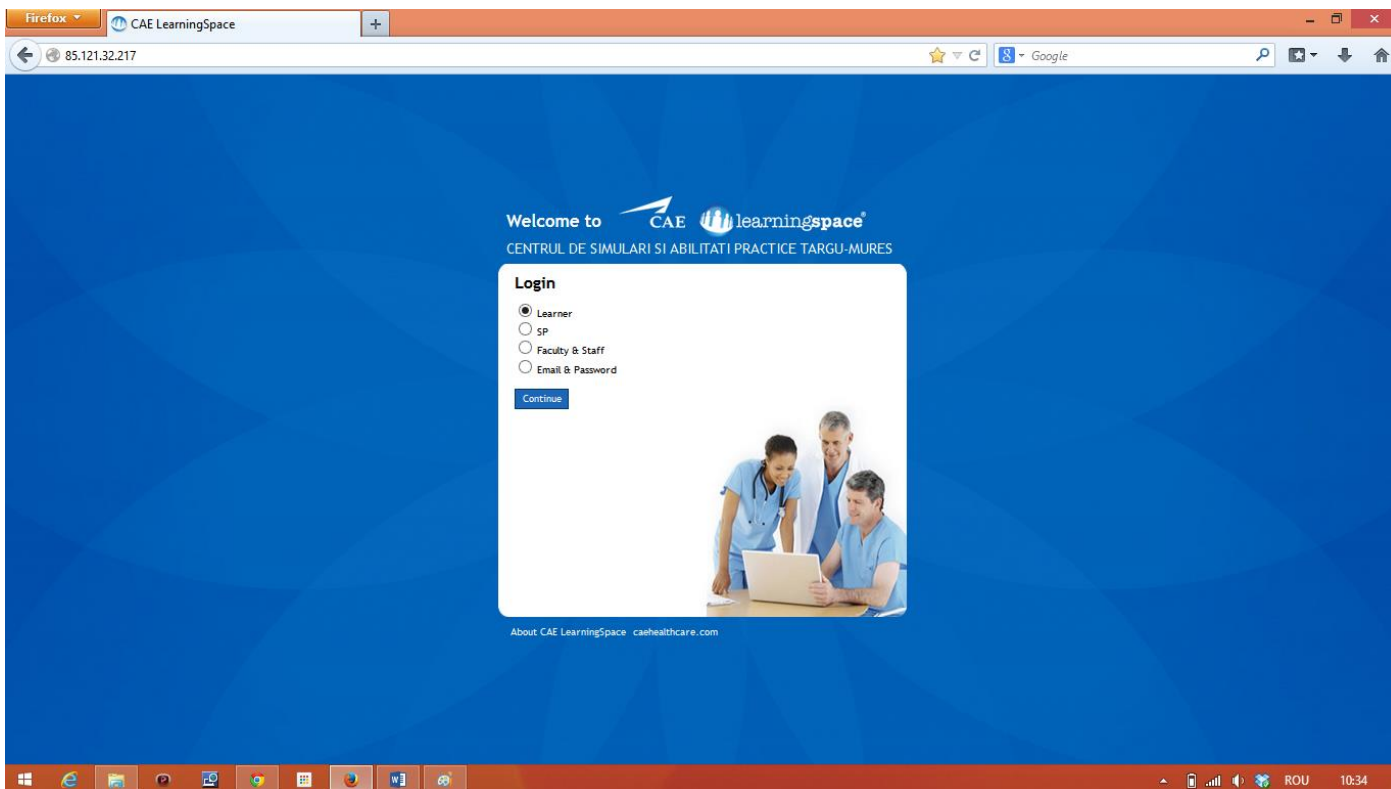 Firefox
CAE LearningSpace
85.121.32.217
Google
Welcome to CAE learningspace®
CENTRUL DE SIMULARI SI ABILITATI PRACTICE TARGU-MURES
Login
Learner
SP
Faculty & Staff
Email & Password
Continue
About CAE LearningSpace caehealthcare.com
ROU 10:34